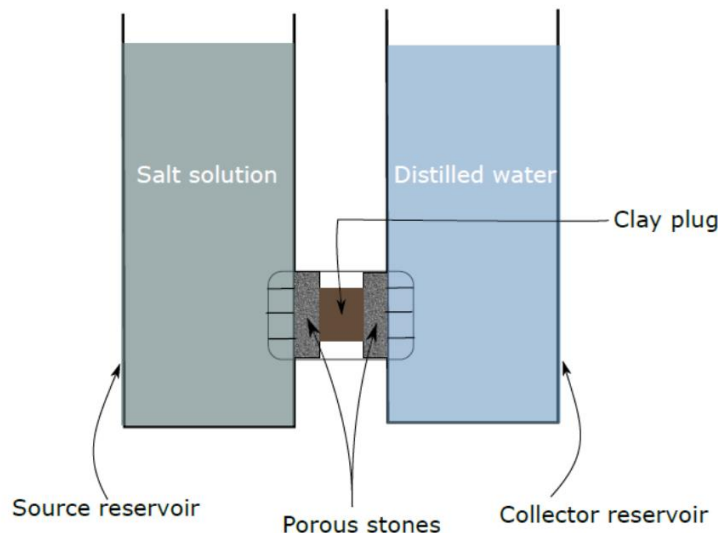 Salt solution
Distilled water
Clay plug
Source reservoir
Porous stones
Collector reservoir